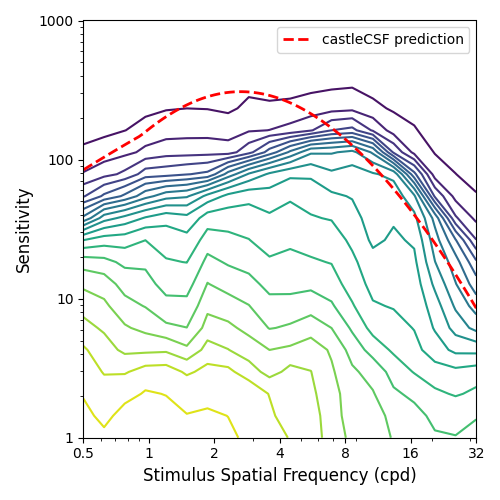 1000
castleCSF prediction
100
Sensitivity
10
1
0.5 1 2 4 8 16 32
Stimulus Spatial Frequency (cpd)